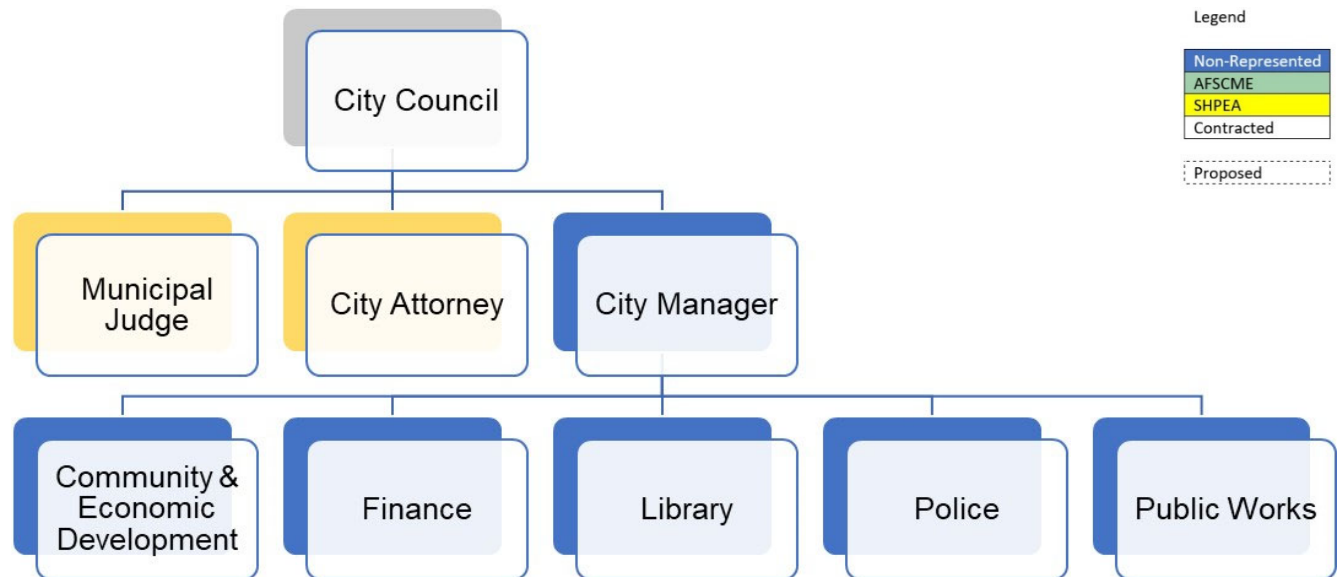 Legend
Non-Represented
AFSCME
SHPEA
Contracted
Proposed
City Council
Municipal
Judge
City Attorney
City Manager
Community &
Economic
Development
Finance
Library
Police
Public Works